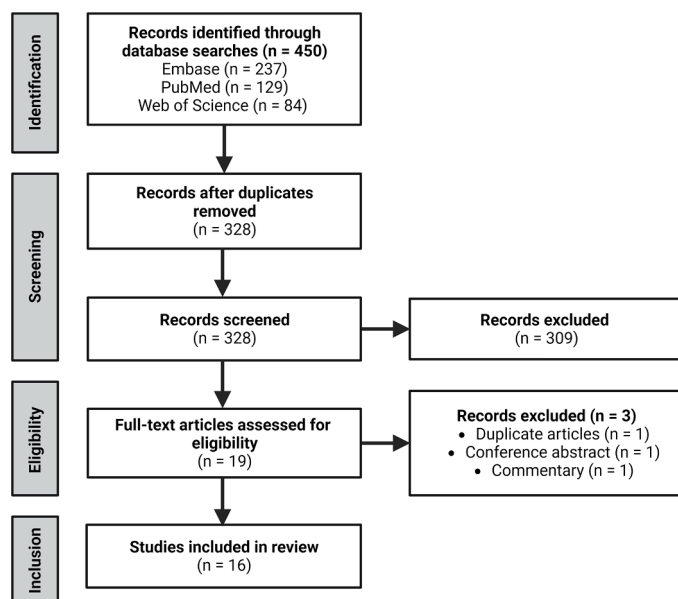 Identification
Records identified through
database searches (n = 450)
Embase (n = 237)
PubMed (n = 129)
Web of Science (n = 84)
Screening
Records after duplicates
removed
(n = 328)
Records screened
(n = 328)
Records excluded
(n = 309)
Eligibility
Full-text articles assessed for
eligibility
(n = 19)
Records excluded (n = 3)
• Duplicate articles (n = 1)
• Conference abstract (n = 1)
• Commentary (n = 1)
Inclusion
Studies included in review
(n = 16)